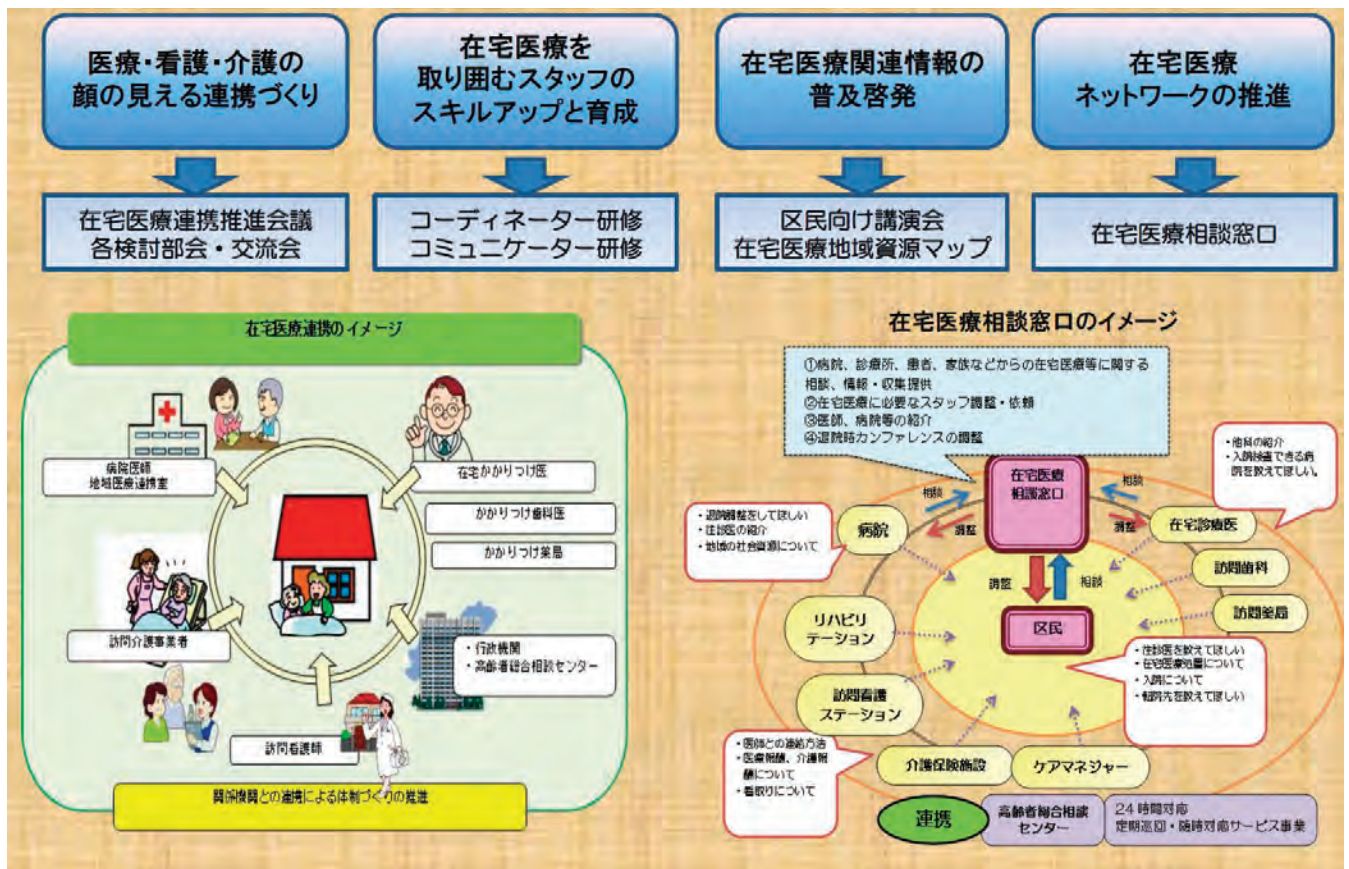 医療・看護・介護の
顔の見える連携づくり
在宅医療を
取り囲むスタッフの
スキルアップと育成
在宅医療関連情報の
普及啓発
在宅医療
ネットワークの推進
在宅医療連携推進会議
各検討部会・交流会
コーディネーター研修
コミュニケーター研修
区民向け講演会
在宅医療地域資源マップ
在宅医療相談窓口
在宅医療連携のイメージ
病院医師
地域医療連携室
在宅かかりつけ医
かかりつけ歯科医
かかりつけ薬局
訪問介護事業者
・行政機関
・高齢者総合相談センター
訪問看護師
関係機関との連携による体制づくりの推進
在宅医療相談窓口のイメージ
①病院、診療所、患者、家族などからの在宅医療等に関する
相談、情報・収集提供
②在宅医療に必要なスタッフ調整・依頼
③医師、病院等の紹介
④退院時カンファレンスの調整
・他科の紹介
・入院検査できる病
院を教えてほしい。
在宅医療
相談窓口
相談
調整
相談
調整
・退院調整をしてほしい
・往診医の紹介
・地域の社会資源について
病院
在宅診療医
訪問歯科
訪問薬局
調整
相談
区民
リハビリ
テーション
訪問看護
ステーション
・往診医を教えてほしい
・在宅医療処置について
・入院について
・転院先を教えてほしい
・医師との連絡方法
・医療報酬、介護報
酬について
・看取りについて
介護保険施設
ケアマネジャー
連携
高齢者総合相談
センター
24時間対応
定期巡回・随時対応サービス事業